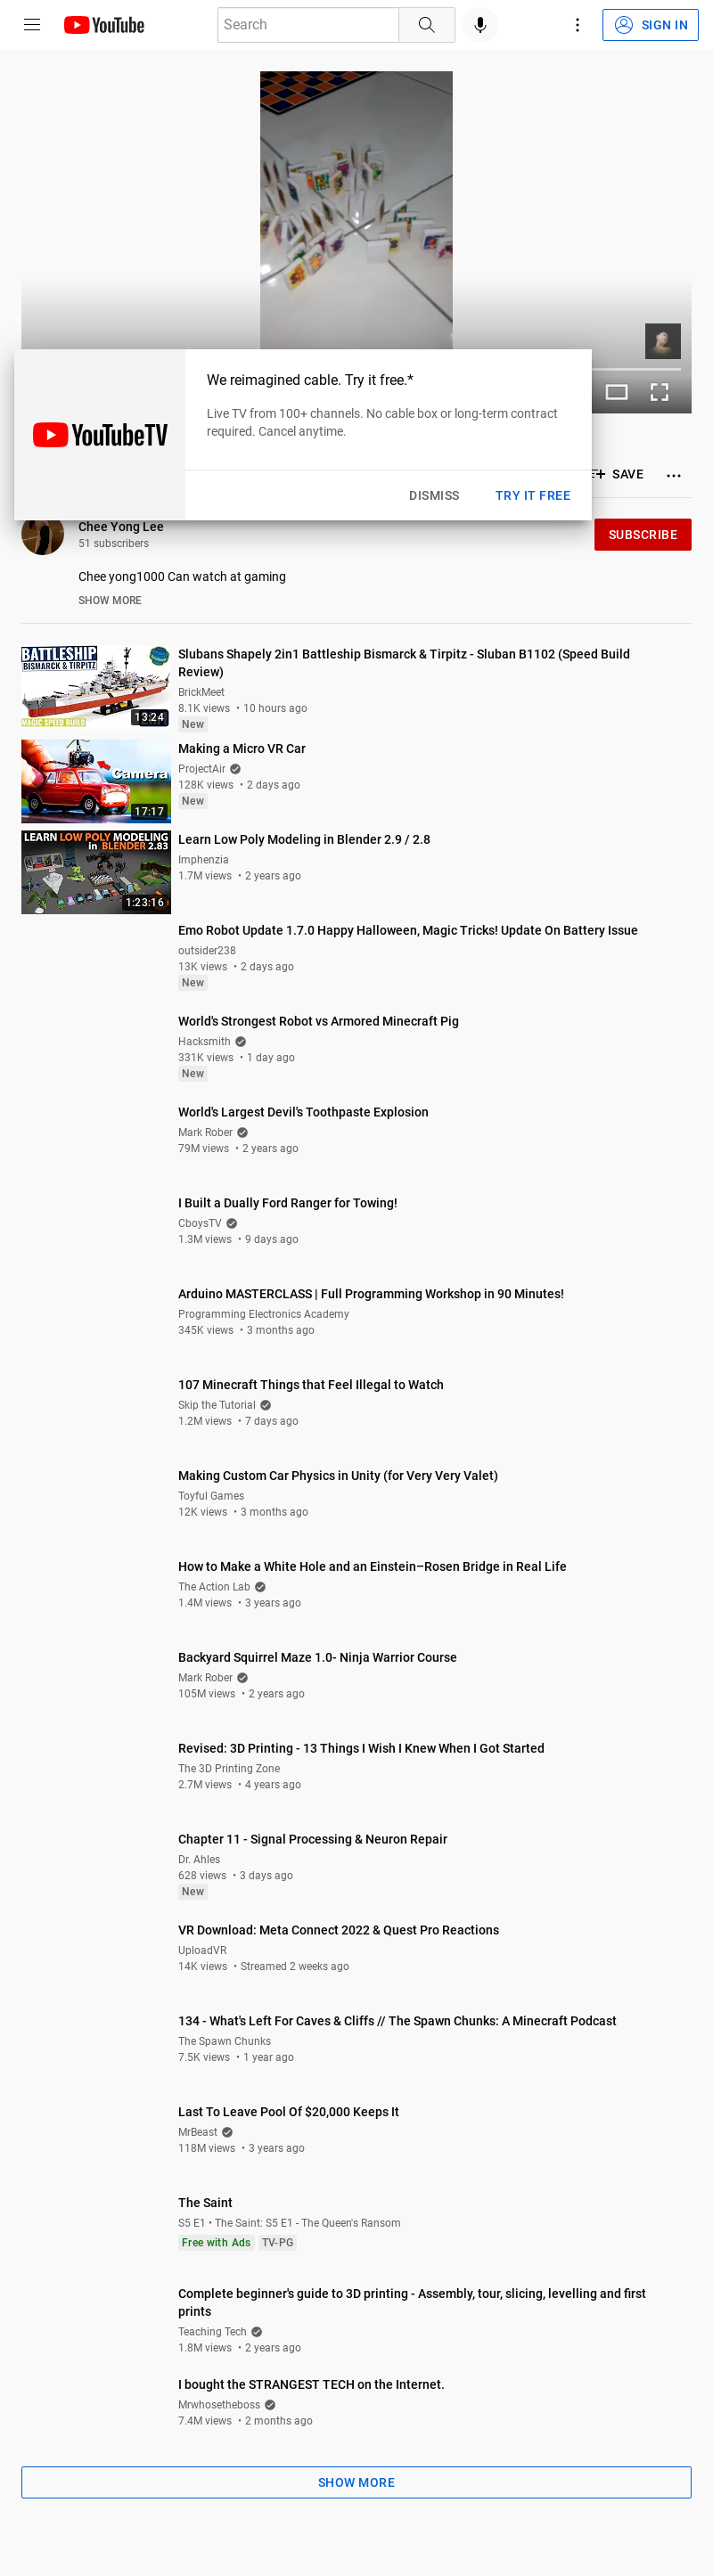 YouTube
Search
SIGN IN
We reimagined cable. Try it free.*
Live TV from 100+ channels. No cable box or long-term contract
required. Cancel anytime.
YouTubeTV
DISMISS
TRY IT FREE
SAVE
Chee Yong Lee
51 subscribers
SUBSCRIBE
Chee yong1000 Can watch at gaming
SHOW MORE
BATTLESHIP
BISMARCK & TIRPITZ
MAGIC SPEED BUILD
13:24
Slubans Shapely 2in1 Battleship Bismarck & Tirpitz - Sluban B1102 (Speed Build
Review)
BrickMeet
8.1K views • 10 hours ago
New
Camera
17:17
Making a Micro VR Car
ProjectAir
128K views • 2 days ago
New
LEARN LOW POLY MODELING
in BLENDER 2.83
1:23:16
Learn Low Poly Modeling in Blender 2.9 / 2.8
Imphenzia
1.7M views • 2 years ago
Emo Robot Update 1.7.0 Happy Halloween, Magic Tricks! Update On Battery Issue
outsider238
13K views • 2 days ago
New
World's Strongest Robot vs Armored Minecraft Pig
Hacksmith
331K views • 1 day ago
New
World's Largest Devil's Toothpaste Explosion
Mark Rober
79M views • 2 years ago
I Built a Dually Ford Ranger for Towing!
CboysTV
1.3M views • 9 days ago
Arduino MASTERCLASS | Full Programming Workshop in 90 Minutes!
Programming Electronics Academy
345K views • 3 months ago
107 Minecraft Things that Feel Illegal to Watch
Skip the Tutorial
1.2M views • 7 days ago
Making Custom Car Physics in Unity (for Very Very Valet)
Toyful Games
12K views • 3 months ago
How to Make a White Hole and an Einstein–Rosen Bridge in Real Life
The Action Lab
1.4M views • 3 years ago
Backyard Squirrel Maze 1.0- Ninja Warrior Course
Mark Rober
105M views • 2 years ago
Revised: 3D Printing - 13 Things I Wish I Knew When I Got Started
The 3D Printing Zone
2.7M views • 4 years ago
Chapter 11 - Signal Processing & Neuron Repair
Dr. Ahles
628 views • 3 days ago
New
VR Download: Meta Connect 2022 & Quest Pro Reactions
UploadVR
14K views • Streamed 2 weeks ago
134 - What's Left For Caves & Cliffs // The Spawn Chunks: A Minecraft Podcast
The Spawn Chunks
7.5K views • 1 year ago
Last To Leave Pool Of $20,000 Keeps It
MrBeast
118M views • 3 years ago
The Saint
S5 E1 • The Saint: S5 E1 - The Queen's Ransom
Free with Ads TV-PG
Complete beginner's guide to 3D printing - Assembly, tour, slicing, levelling and first
prints
Teaching Tech
1.8M views • 2 years ago
I bought the STRANGEST TECH on the Internet.
Mrwhosetheboss
7.4M views • 2 months ago
SHOW MORE